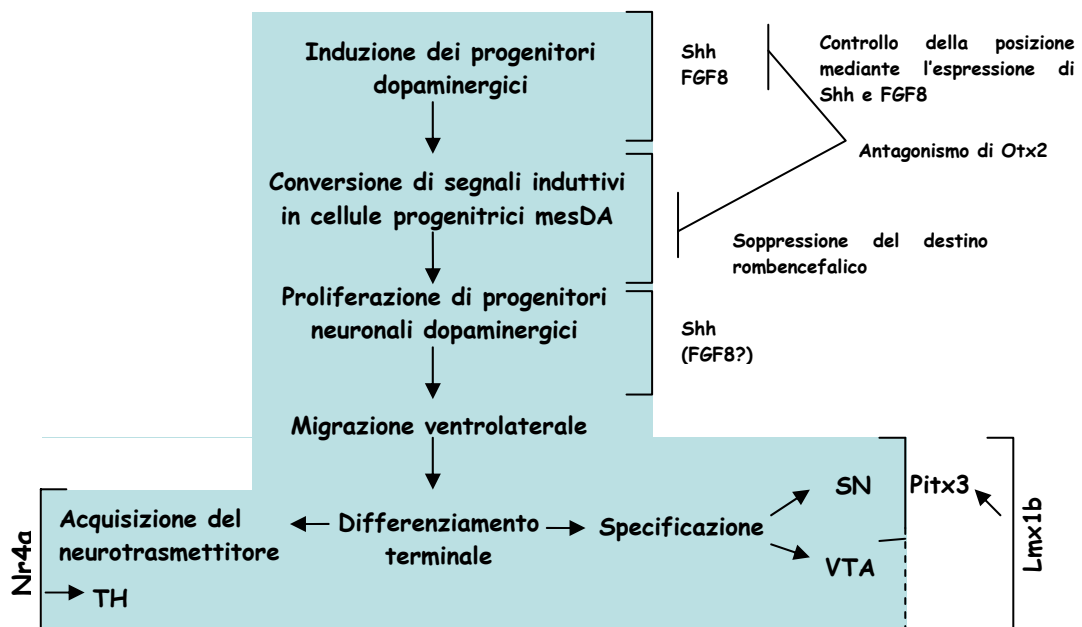 Induzione dei progenitori
dopaminergici
Shh
FGF8
Controllo della posizione
mediante l'espressione di
Shh e FGF8
Antagonismo di Otx2
Conversione di segnali induttivi
in cellule progenitrici mesDA
Soppressione del destino
rombencefalico
Proliferazione di progenitori
neuronali dopaminergici
Shh
(FGF8?)
Migrazione ventrolaterale
Nr4a
Acquisizione del
neurotrasmettitore
TH
Differenziamento
terminale
Specificazione
SN
VTA
Pitx3
Lmx1b